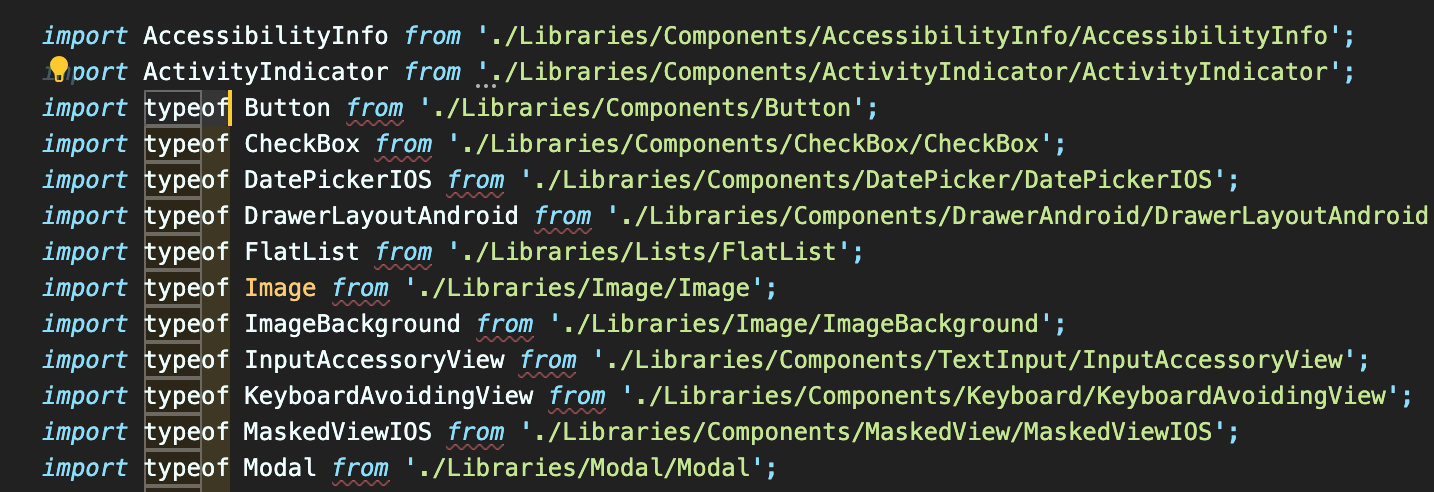 import AccessibilityInfo from './Libraries/Components/AccessibilityInfo/AccessibilityInfo';
import ActivityIndicator from './Libraries/Components/ActivityIndicator/ActivityIndicator';
import typeof Button from './Libraries/Components/Button';
import typeof CheckBox from './Libraries/Components/CheckBox/CheckBox';
import typeof DatePickerIOS from './Libraries/Components/DatePicker/DatePickerIOS';
import typeof DrawerLayoutAndroid from './Libraries/Components/DrawerAndroid/DrawerLayoutAndroid
import typeof FlatList from './Libraries/Lists/FlatList';
import typeof Image from './Libraries/Image/Image';
import typeof ImageBackground from './Libraries/Image/ImageBackground';
import typeof InputAccessoryView from './Libraries/Components/TextInput/InputAccessoryView';
import typeof KeyboardAvoidingView from './Libraries/Components/Keyboard/KeyboardAvoidingView';
import typeof MaskedViewIOS from './Libraries/Components/MaskedView/MaskedViewIOS';
import typeof Modal from './Libraries/Modal/Modal';